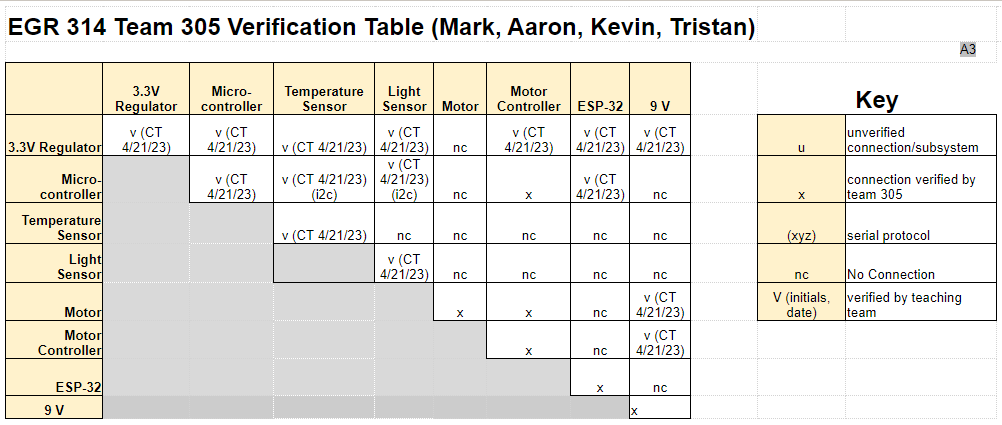 EGR 314 Team 305 Verification Table (Mark, Aaron, Kevin, Tristan)
A3
3.3V Regulator Micro-controller Temperature Sensor Light Sensor Motor Motor Controller ESP-32 9 V
3.3V Regulator v (CT 4/21/23) v (CT 4/21/23) v (CT 4/21/23) v (CT 4/21/23) nc v (CT 4/21/23) v (CT 4/21/23) v (CT 4/21/23)
Micro-controller v (CT 4/21/23) v (CT 4/21/23) (i2c) v (CT 4/21/23) (i2c) nc x v (CT 4/21/23) nc
Temperature Sensor v (CT 4/21/23) nc nc nc nc nc
Light Sensor v (CT 4/21/23) nc nc nc nc
Motor x x nc v (CT 4/21/23)
Motor Controller x nc v (CT 4/21/23)
ESP-32 x nc
9 V x
Key
u unverified connection/subsystem
x connection verified by team 305
(xyz) serial protocol
nc No Connection
V (initials, date) verified by teaching team